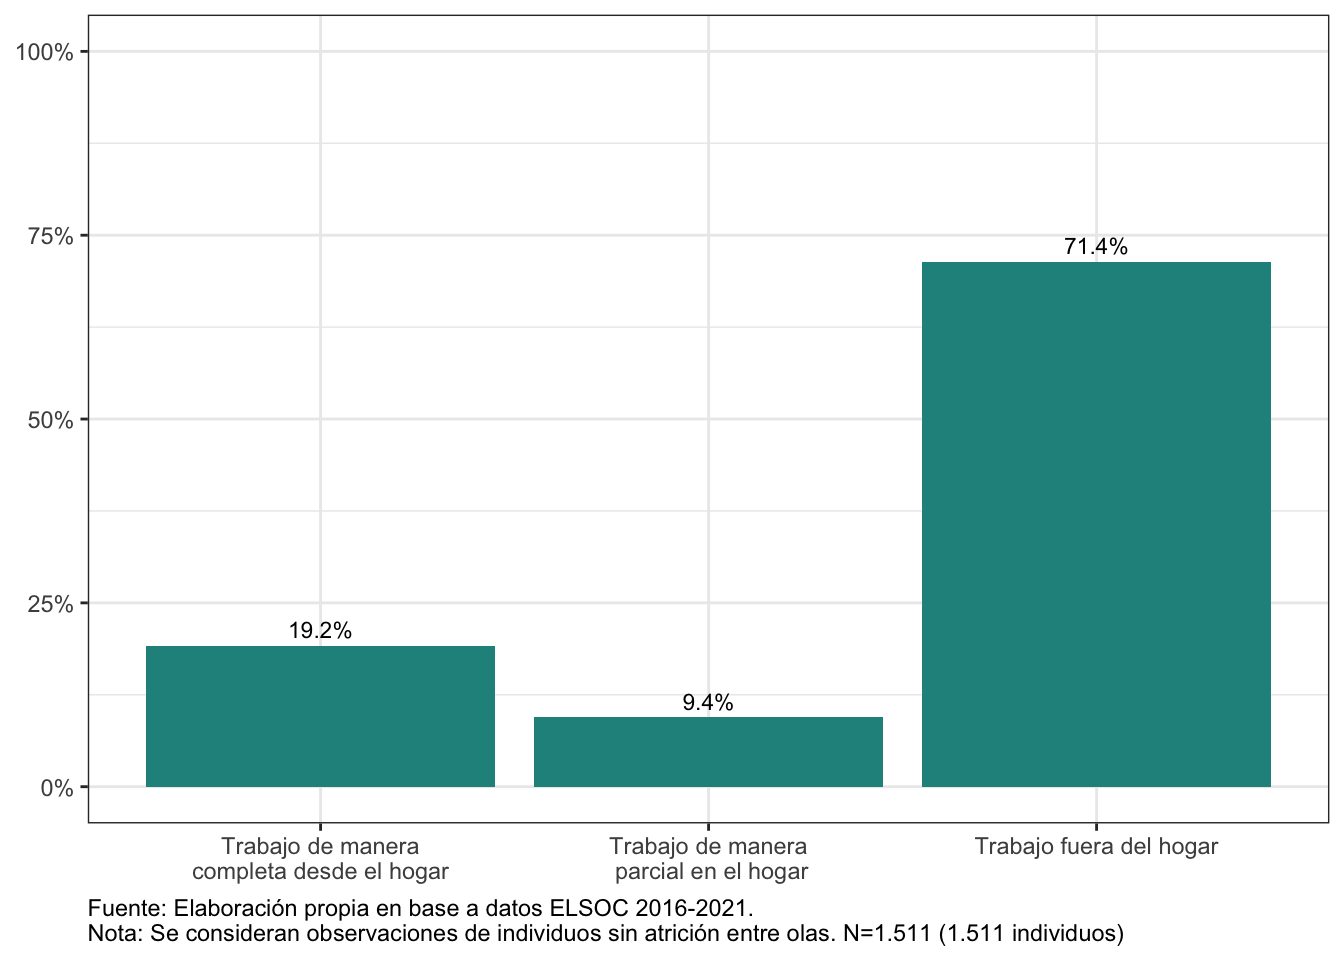 100%
75%
50%
25%
0%
71.4%
19.2%
9.4%
Trabajo de manera
completa desde el hogar
Trabajo de manera
parcial en el hogar
Trabajo fuera del hogar
Fuente: Elaboración propia en base a datos ELSOC 2016-2021.
Nota: Se consideran observaciones de individuos sin atrición entre olas. N=1.511 (1.511 individuos)